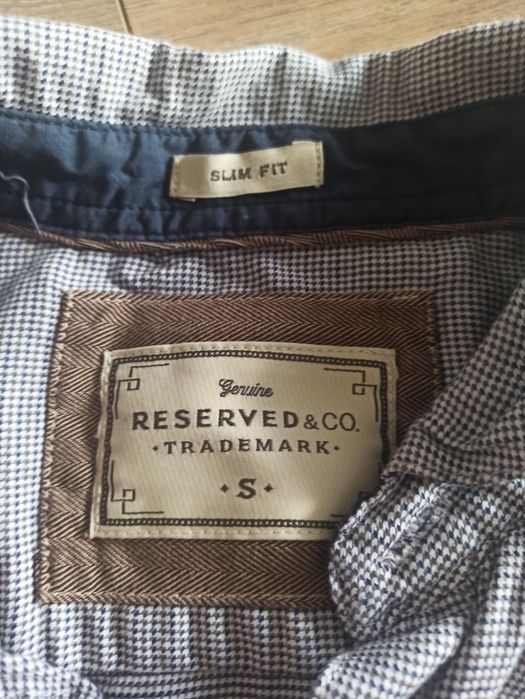 SLIM FIT
Genuine
RESERVED & CO.
• TRADEMARK •
• S •